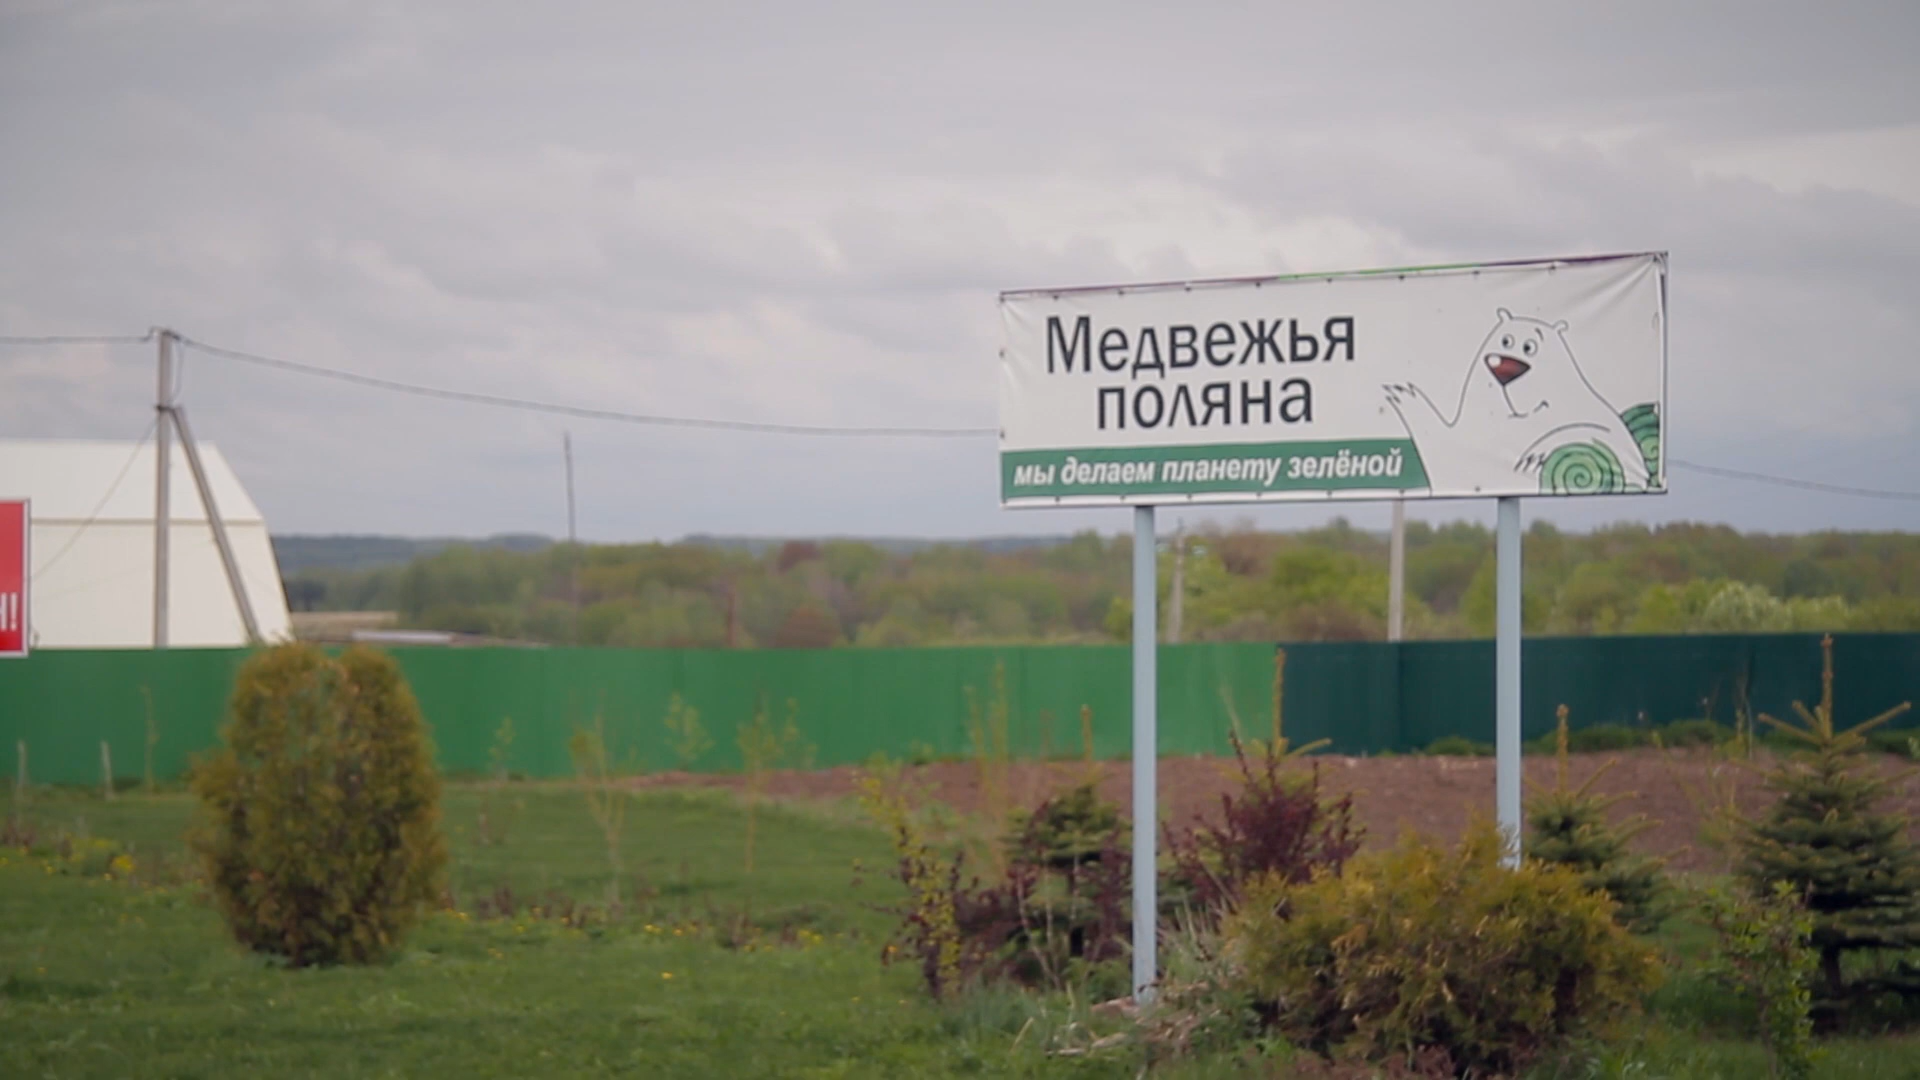 Медвежья
поляна
мы делаем планету зелёной